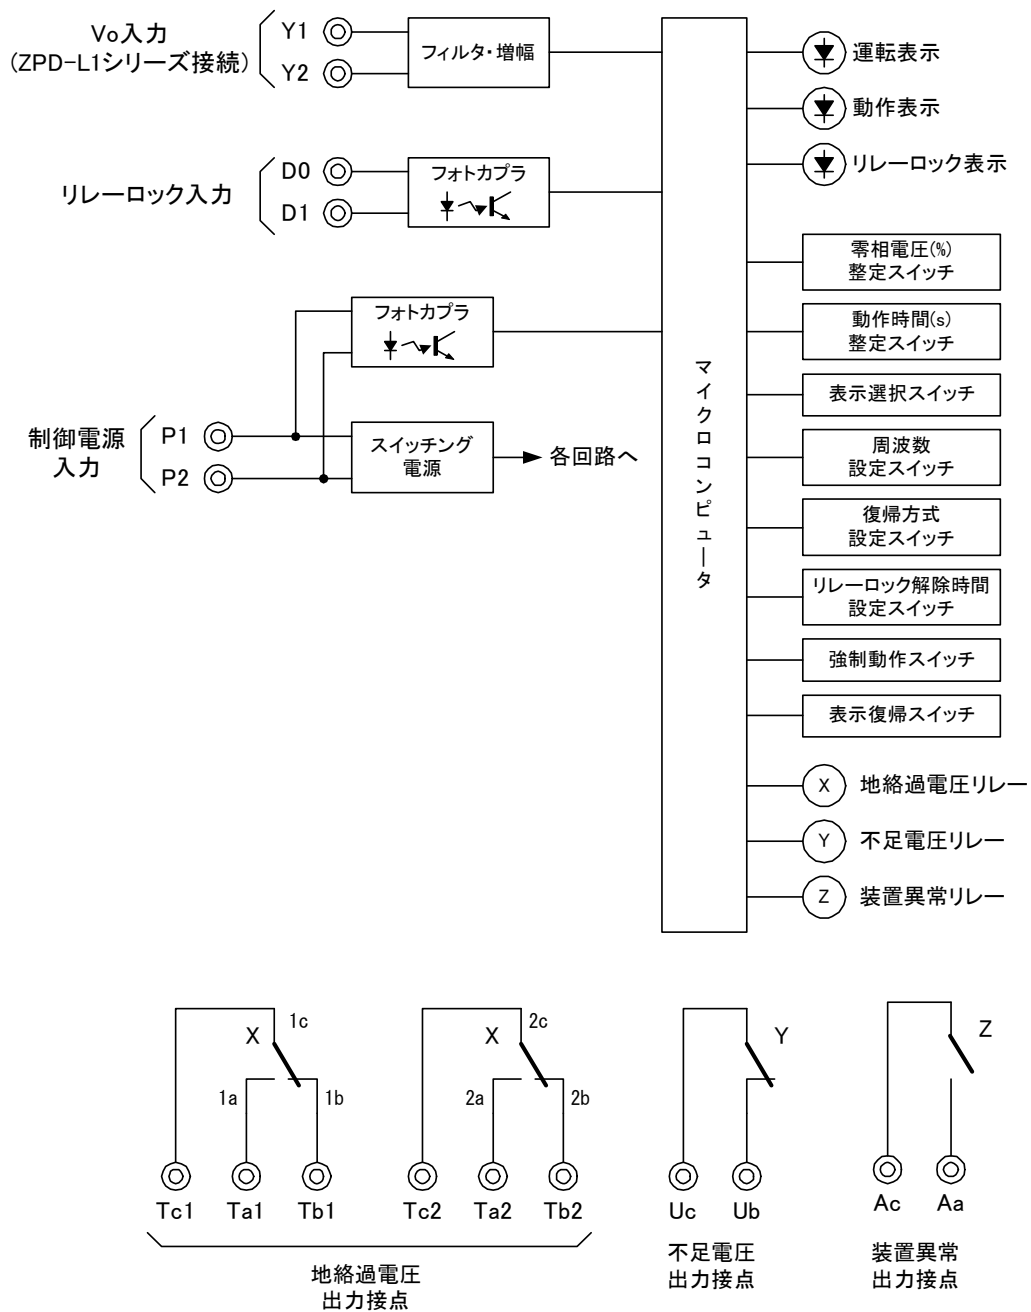 Vo入力
(ZPD-L1シリーズ接続)
Y1
Y2
フィルタ・増幅
リレーロック入力
D0
D1
フォトカプラ
フォトカプラ
制御電源
入力
P1
P2
スイッチング
電源
各回路へ
マイクロコンピュータ
運転表示
動作表示
リレーロック表示
零相電圧(%)
整定スイッチ
動作時間(s)
整定スイッチ
表示選択スイッチ
周波数
設定スイッチ
復帰方式
設定スイッチ
リレーロック解除時間
設定スイッチ
強制動作スイッチ
表示復帰スイッチ
X 地絡過電圧リレー
Y 不足電圧リレー
Z 装置異常リレー
X
1c
1a
1b
Tc1
Ta1
Tb1
X
2c
2a
2b
Tc2
Ta2
Tb2
地絡過電圧
出力接点
Y
Uc
Ub
不足電圧
出力接点
Z
Ac
Aa
装置異常
出力接点